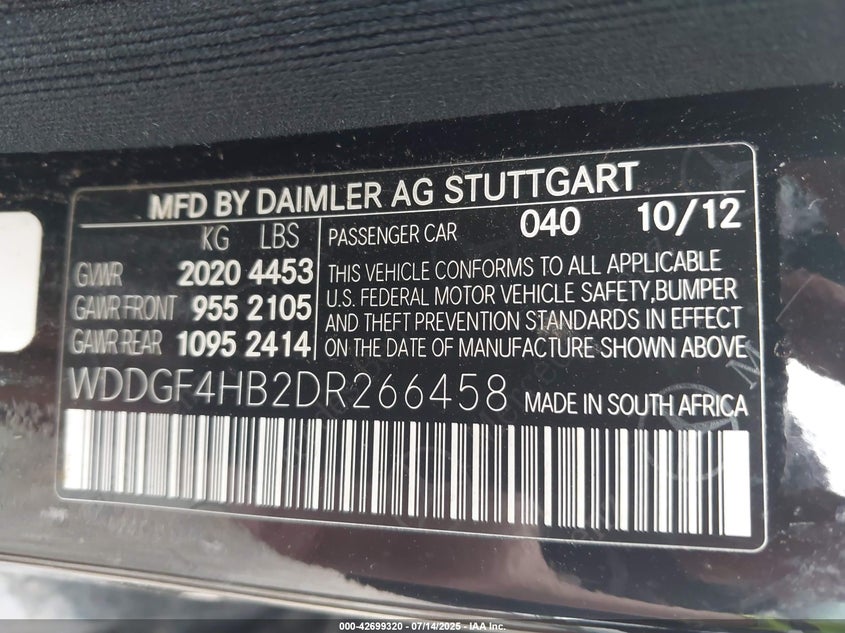 MFD BY DAIMLER AG STUTTGART
KG LBS
GVWR 2020 4453
GAWR FRONT 955 2105
GAWR REAR 1095 2414
PASSENGER CAR 040 10/12
THIS VEHICLE CONFORMS TO ALL APPLICABLE
U.S. FEDERAL MOTOR VEHICLE SAFETY,BUMPER
AND THEFT PREVENTION STANDARDS IN EFFECT
ON THE DATE OF MANUFACTURE SHOWN ABOVE
WDDGF4HB2DR266458 MADE IN SOUTH AFRICA
000-42699320 - 07/14/2025 - IAA Inc.